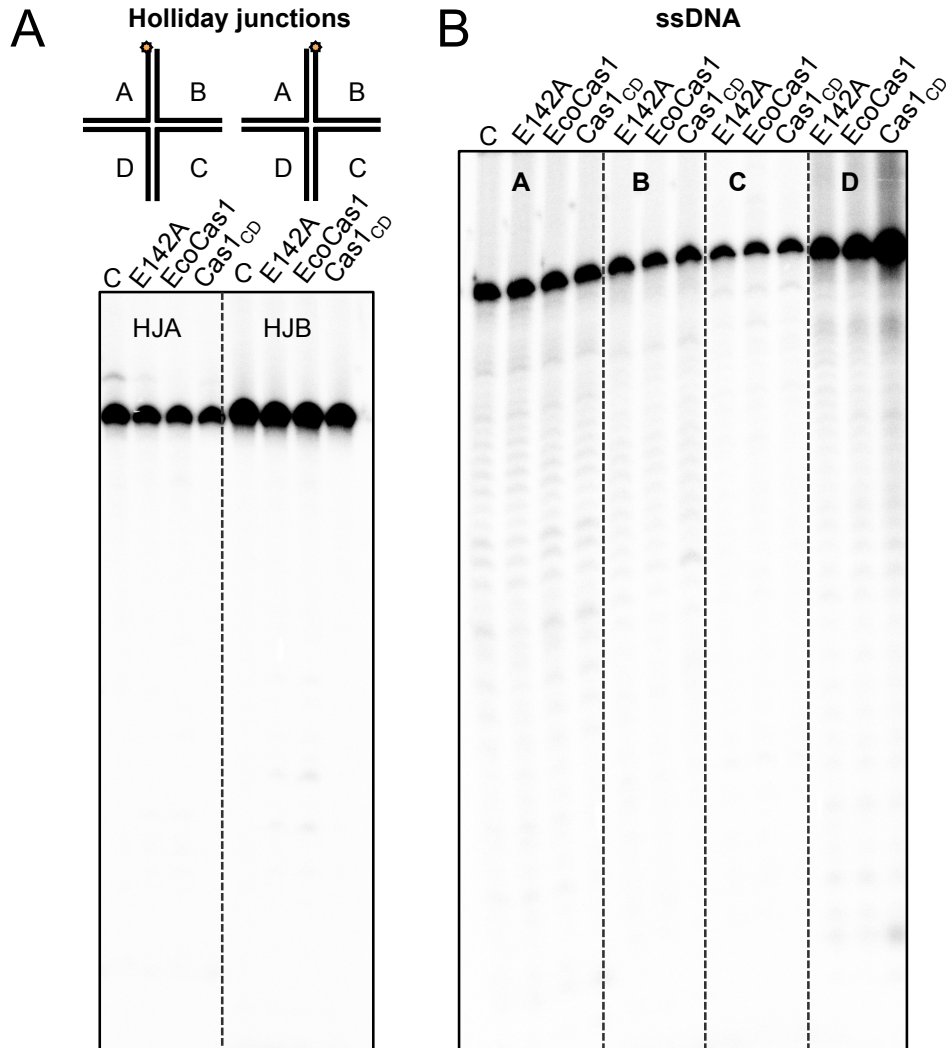 A
Holliday junctions
A B
D C
A B
D C
C E142A EcoCas1 Cas1CD C E142A EcoCas1 Cas1CD
HJA HJB
B
ssDNA
C E142A EcoCas1 Cas1CD E142A EcoCas1 Cas1CD E142A EcoCas1 Cas1CD E142A EcoCas1 Cas1CD
A B C D